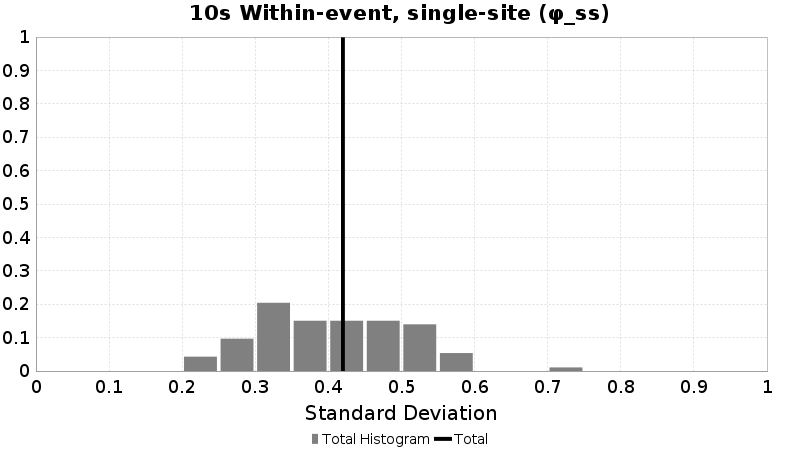 10s Within-event, single-site (φ_ss)
1
0.9
0.8
0.7
0.6
0.5
0.4
0.3
0.2
0.1
0
0 0.1 0.2 0.3 0.4 0.5 0.6 0.7 0.8 0.9 1
Standard Deviation
Total Histogram Total